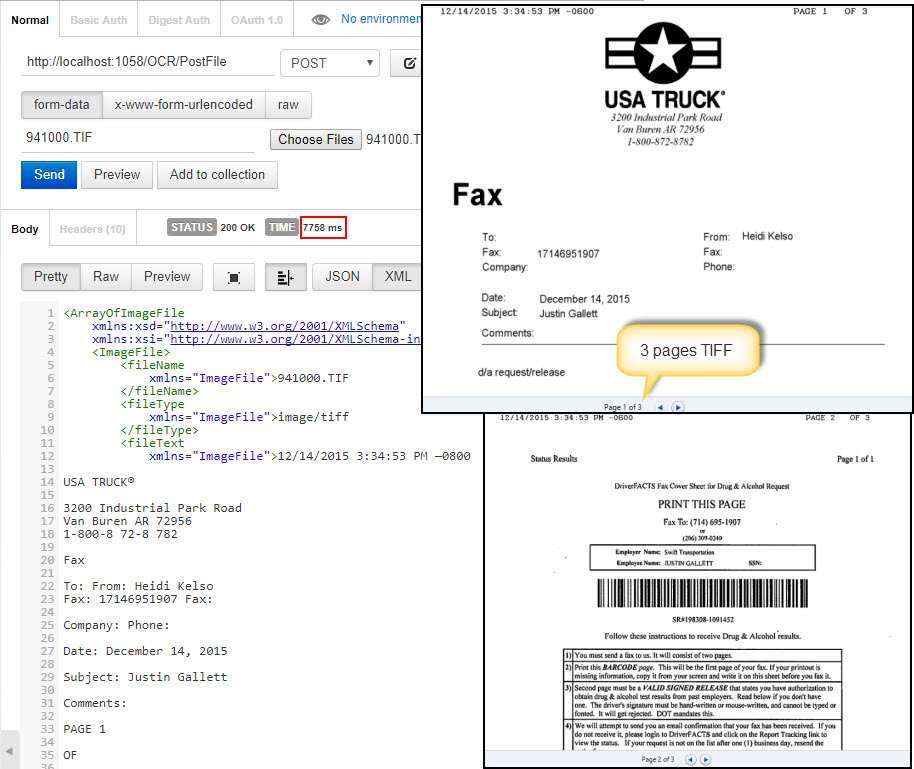 Normal
Basic Auth
Digest Auth
OAuth 1.0
No environmen
http://localhost:1058/OCR/PostFile
POST
form-data
x-www-form-urlencoded
raw
941000.TIF
Choose Files
941000.T
Send
Preview
Add to collection
Body
Headers (10)
STATUS 200 OK
TIME 7758 ms
Pretty
Raw
Preview
JSON
XML
1 <ArrayOfImageFile
2 xmlns:xsd="http://www.w3.org/2001/XMLSchema"
3 xmlns:xsi="http://www.w3.org/2001/XMLSchema-in
4 <ImageFile>
5 <fileName
6 xmlns="ImageFile">941000.TIF
7 </fileName>
8 <fileType
9 xmlns="ImageFile">image/tiff
10 </fileType>
11 <fileText
12 xmlns="ImageFile">12/14/2015 3:34:53 PM —0800
13
14 USA TRUCK®
15
16 3200 Industrial Park Road
17 Van Buren AR 72956
18 1-800-8 72-8 782
19
20 Fax
21
22 To: From: Heidi Kelso
23 Fax: 17146951907 Fax:
24
25 Company: Phone:
26
27 Date: December 14, 2015
28
29 Subject: Justin Gallett
30
31 Comments:
32
33 PAGE 1
34
35 OF
36
12/14/2015 3:34:53 PM -0600 PAGE 1 OF 3
USA TRUCK®
3200 Industrial Park Road
Van Buren AR 72956
1-800-872-8782
Fax
To: From: Heidi Kelso
Fax: 17146951907 Fax:
Company: Phone:
Date: December 14, 2015
Subject: Justin Gallett
Comments:
3 pages TIFF
d/a request/release
Page 1 of 3
12/14/2015 3:34:53 PM -0600 PAGE 2 OF 3
Status Results Page 1 of 1
DriverFACTS Fax Cover Sheet for Drug & Alcohol Request
PRINT THIS PAGE
Fax To: (714) 695-1907
or
(206) 309-0240
Employer Name: Swift Transportation
Employee Name: JUSTIN GALLETT SSN:
SR#198308-1091452
Follow these instructions to receive Drug & Alcohol results.
1) You must send a fax to us. It will consist of two pages.
2) Print this BARCODE page. This will be the first page of your fax. If your printout is
missing information, copy it from your screen and write it on this sheet before you fax it.
3) Second page must be a VALID SIGNED RELEASE that states you have authorization to
obtain drug & alcohol test results from past employers. Read below if you don't have
one. The driver's signature must be hand-written or mouse-written, and cannot be typed or
fonted. It will get rejected. DOT mandates this.
4) We will attempt to send you an email confirmation that your fax has been received. If you
do not receive it, please login to DriverFACTS and click on the Report Tracking link to
view the status. If your request is not on the list after one (1) business day, resend the
Page 2 of 3